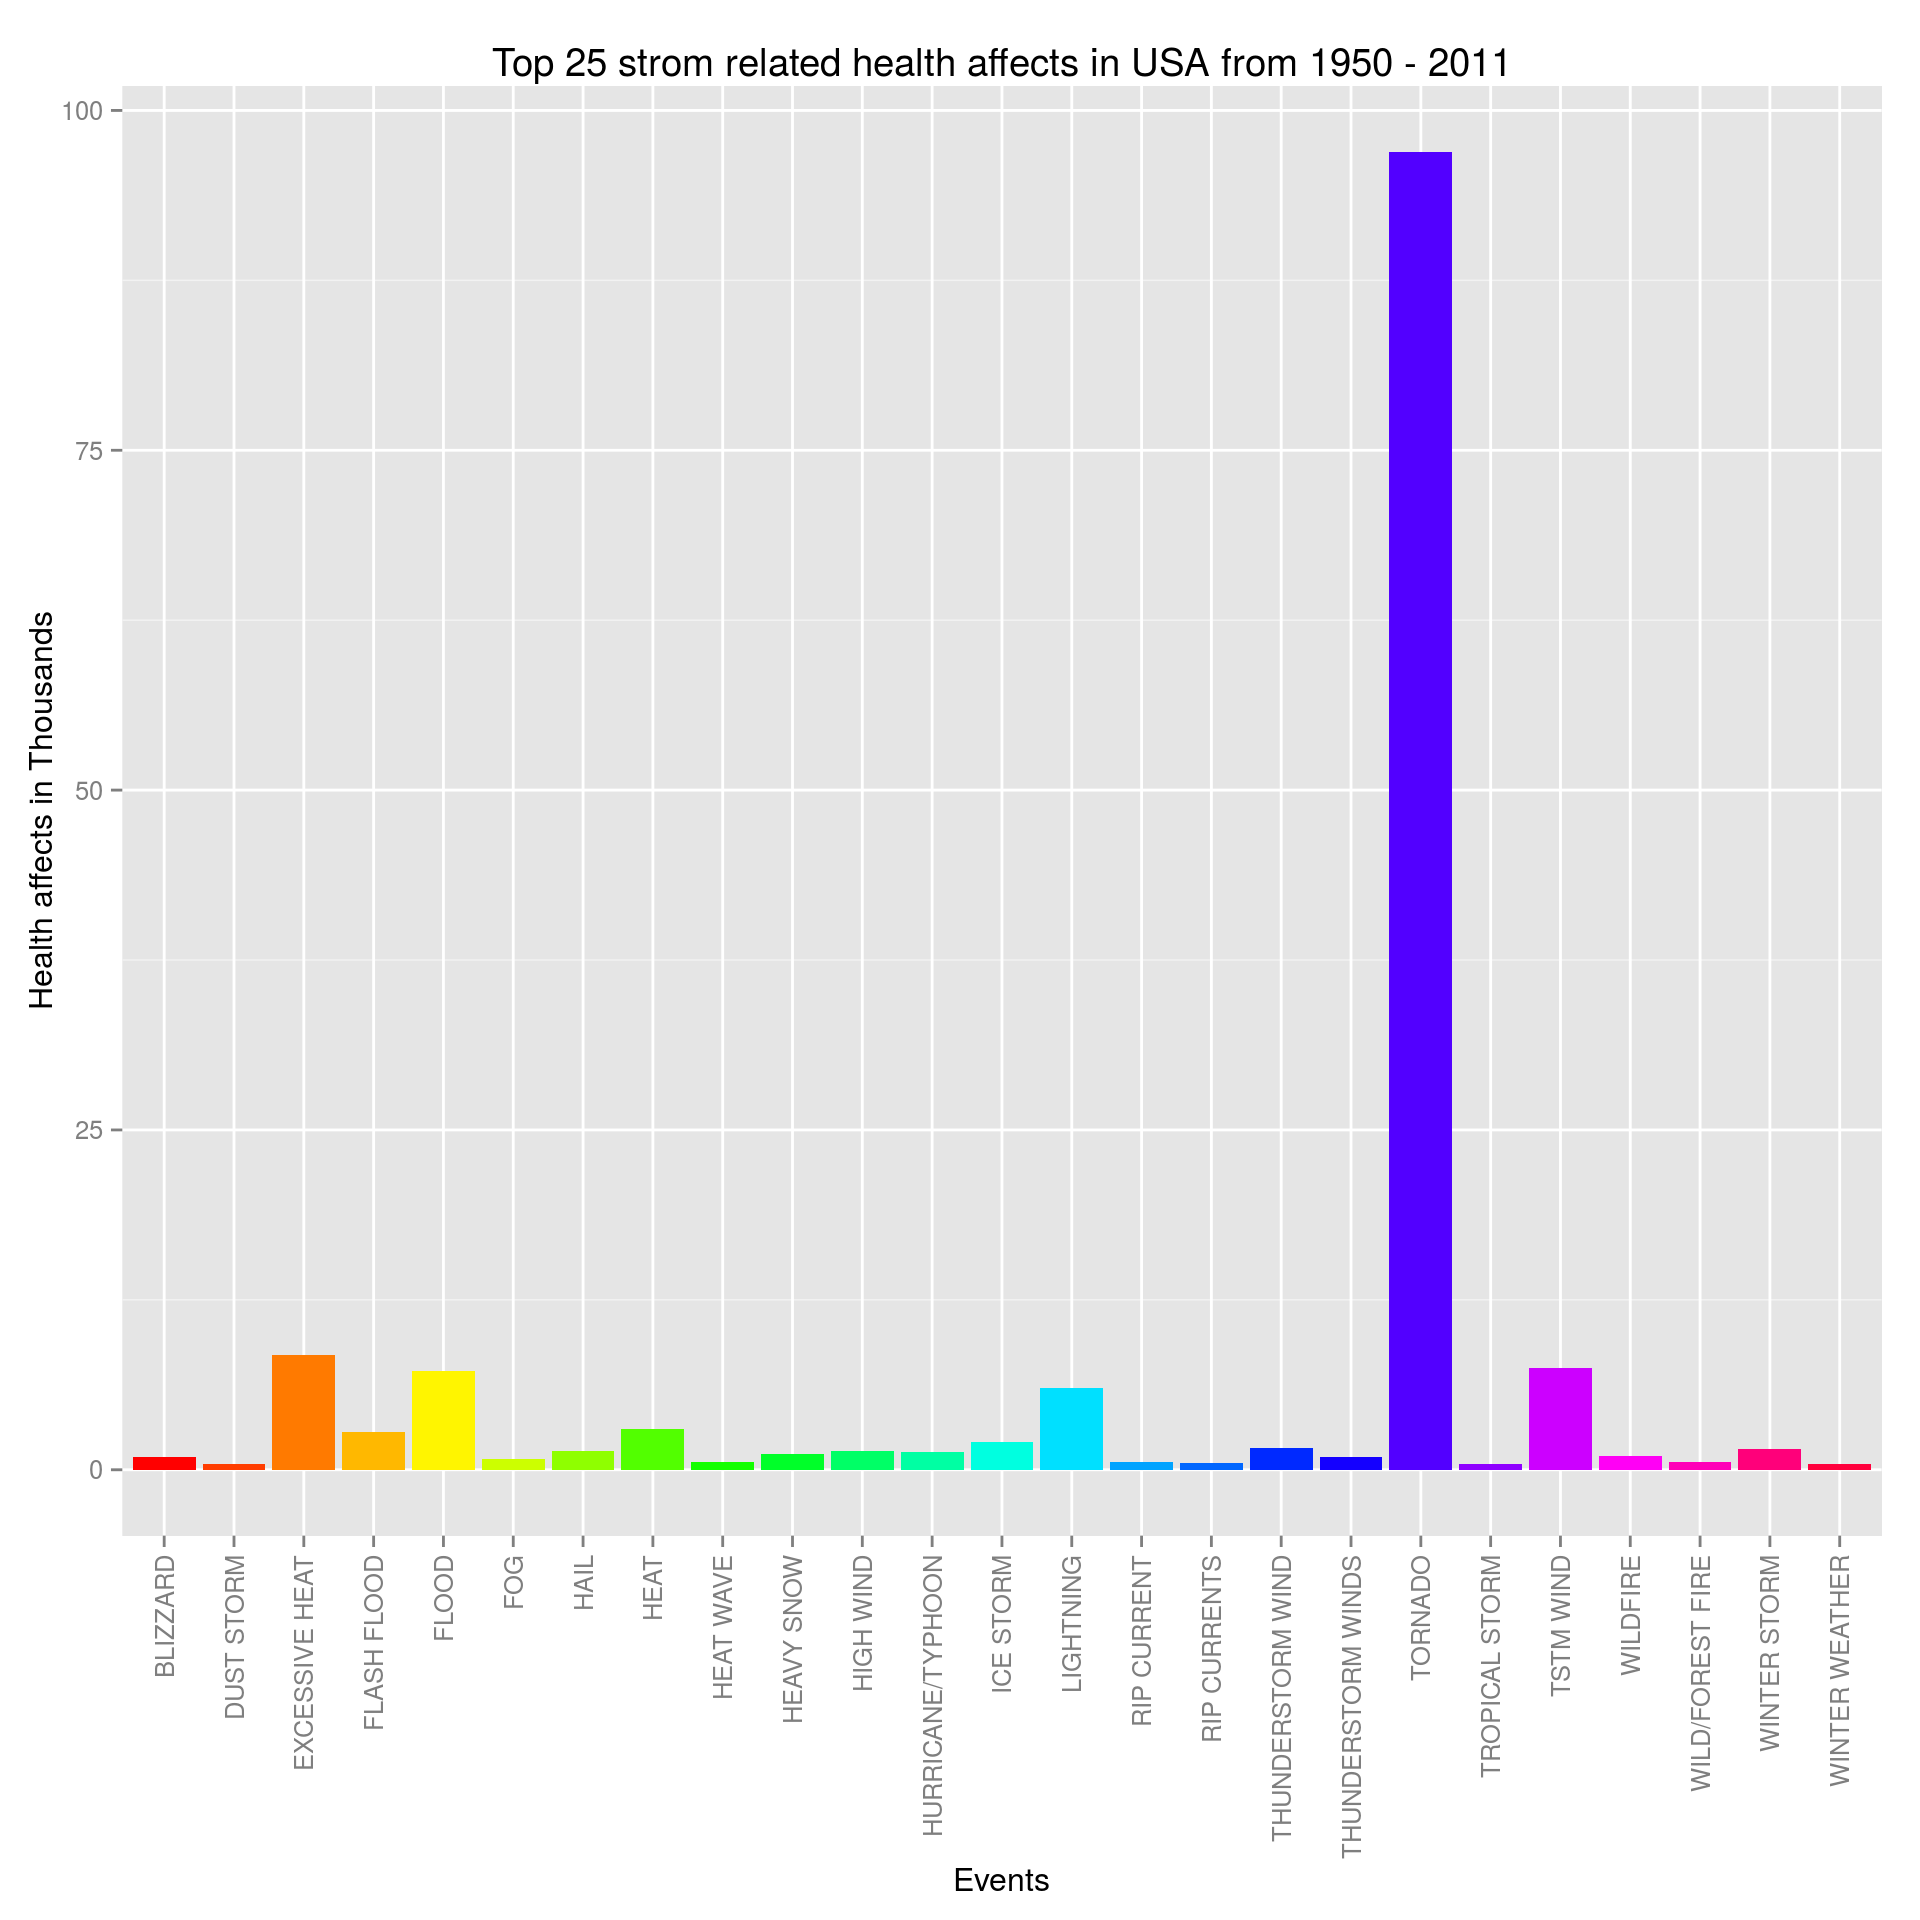 Top 25 strom related health affects in USA from 1950 - 2011
Health affects in Thousands
100
75
50
25
0
BLIZZARD
DUST STORM
EXCESSIVE HEAT
FLASH FLOOD
FLOOD
FOG
HAIL
HEAT
HEAT WAVE
HEAVY SNOW
HIGH WIND
HURRICANE/TYPHOON
ICE STORM
LIGHTNING
RIP CURRENT
RIP CURRENTS
THUNDERSTORM WIND
THUNDERSTORM WINDS
TORNADO
TROPICAL STORM
TSTM WIND
WILDFIRE
WILD/FOREST FIRE
WINTER STORM
WINTER WEATHER
Events